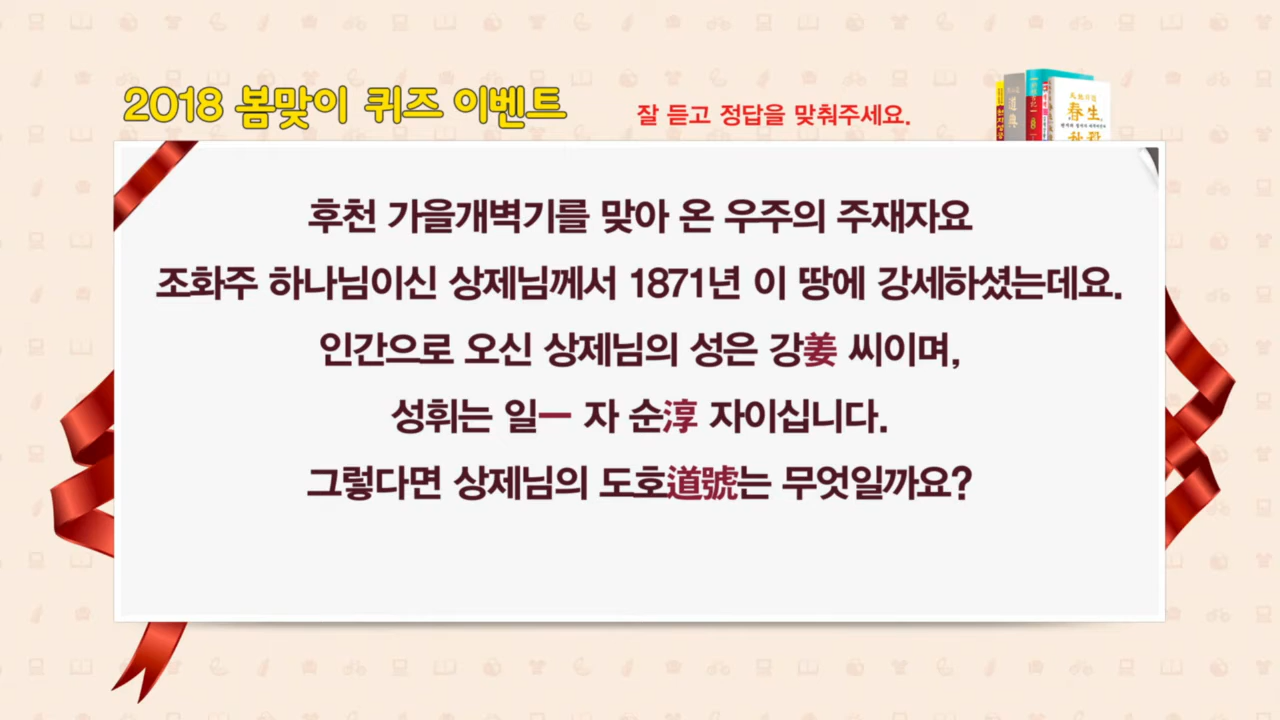 2018 봄맞이 퀴즈 이벤트
잘 듣고 정답을 맞춰주세요.
道典
春生
후천 가을개벽기를 맞아 온 우주의 주재자요
조화주 하나님이신 상제님께서 1871년 이 땅에 강세하셨는데요.
인간으로 오신 상제님의 성은 강姜 씨이며,
성휘는 일一 자 순淳 자이십니다.
그렇다면 상제님의 도호道號는 무엇일까요?